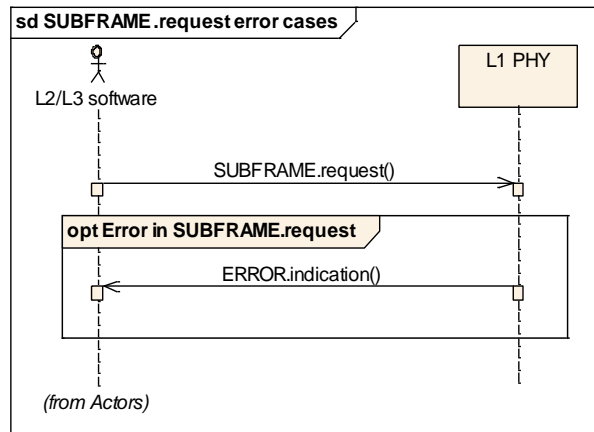 sd SUBFRAME.request error cases
L2/L3 software
L1 PHY
SUBFRAME.request()
opt Error in SUBFRAME.request
ERROR.indication()
(from Actors)